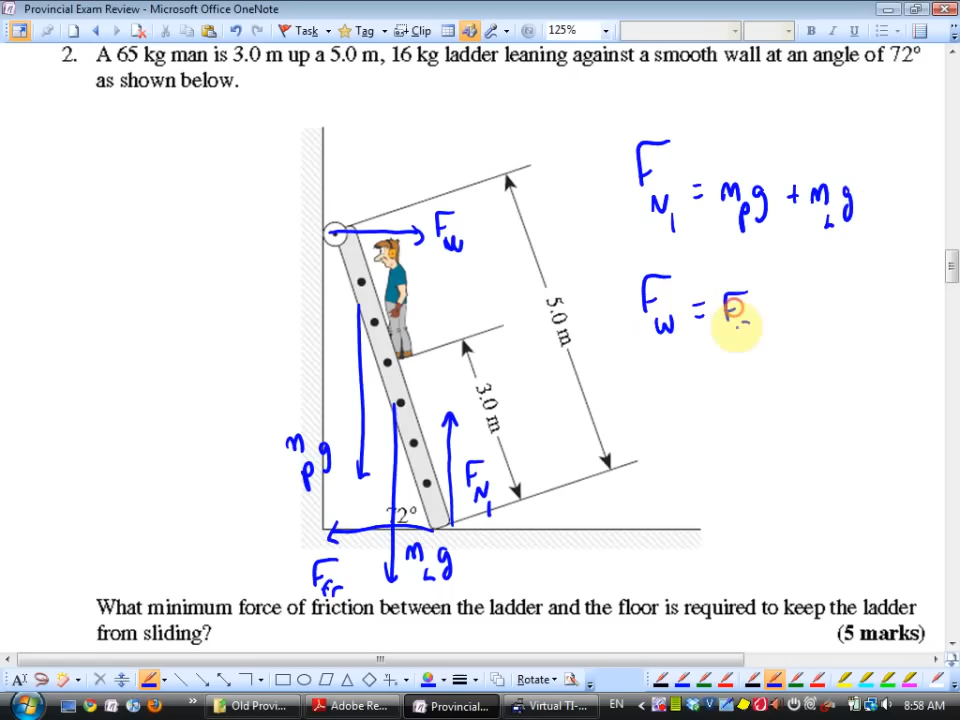 Provincial Exam Review - Microsoft Office OneNote
Task Tag Clip 125% B I U
2. A 65 kg man is 3.0 m up a 5.0 m, 16 kg ladder leaning against a smooth wall at an angle of 72°
as shown below.
F_N1 = m_p g + m_L g
F_W
F_W = F
5.0 m
3.0 m
m_p g
F_N1
72°
m_L g
F_fr
What minimum force of friction between the ladder and the floor is required to keep the ladder
from sliding? (5 marks)
Rotate
Old Provi... Adobe Re... Provincial... Virtual TI-... EN 8:58 AM